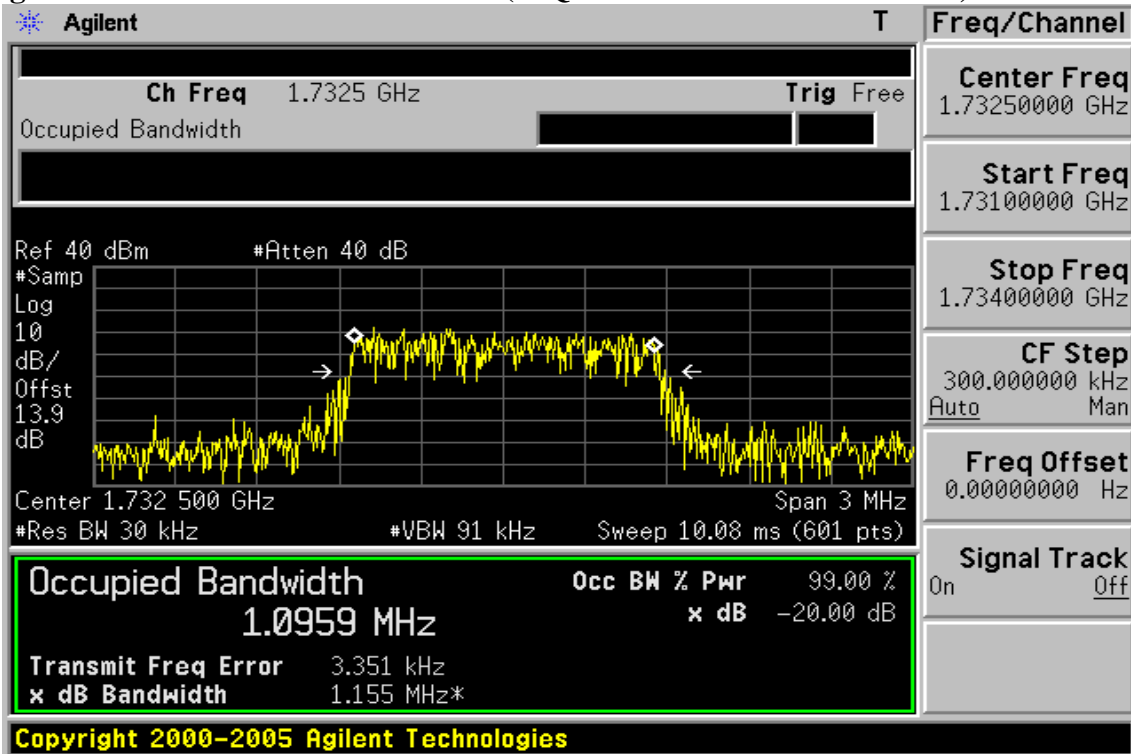 Agilent T
Freq/Channel
Ch Freq 1.7325 GHz Trig Free
Occupied Bandwidth
Center Freq
1.73250000 GHz
Start Freq
1.73100000 GHz
Stop Freq
1.73400000 GHz
CF Step
300.000000 kHz
Auto Man
Freq Offset
0.00000000 Hz
Signal Track
On Off
Ref 40 dBm #Atten 40 dB
#Samp
Log
10
dB/
Offst
13.9
dB
Center 1.732 500 GHz Span 3 MHz
#Res BW 30 kHz #VBW 91 kHz Sweep 10.08 ms (601 pts)
Occupied Bandwidth
1.0959 MHz
Occ BW % Pwr 99.00 %
x dB -20.00 dB
Transmit Freq Error 3.351 kHz
x dB Bandwidth 1.155 MHz*
Copyright 2000-2005 Agilent Technologies